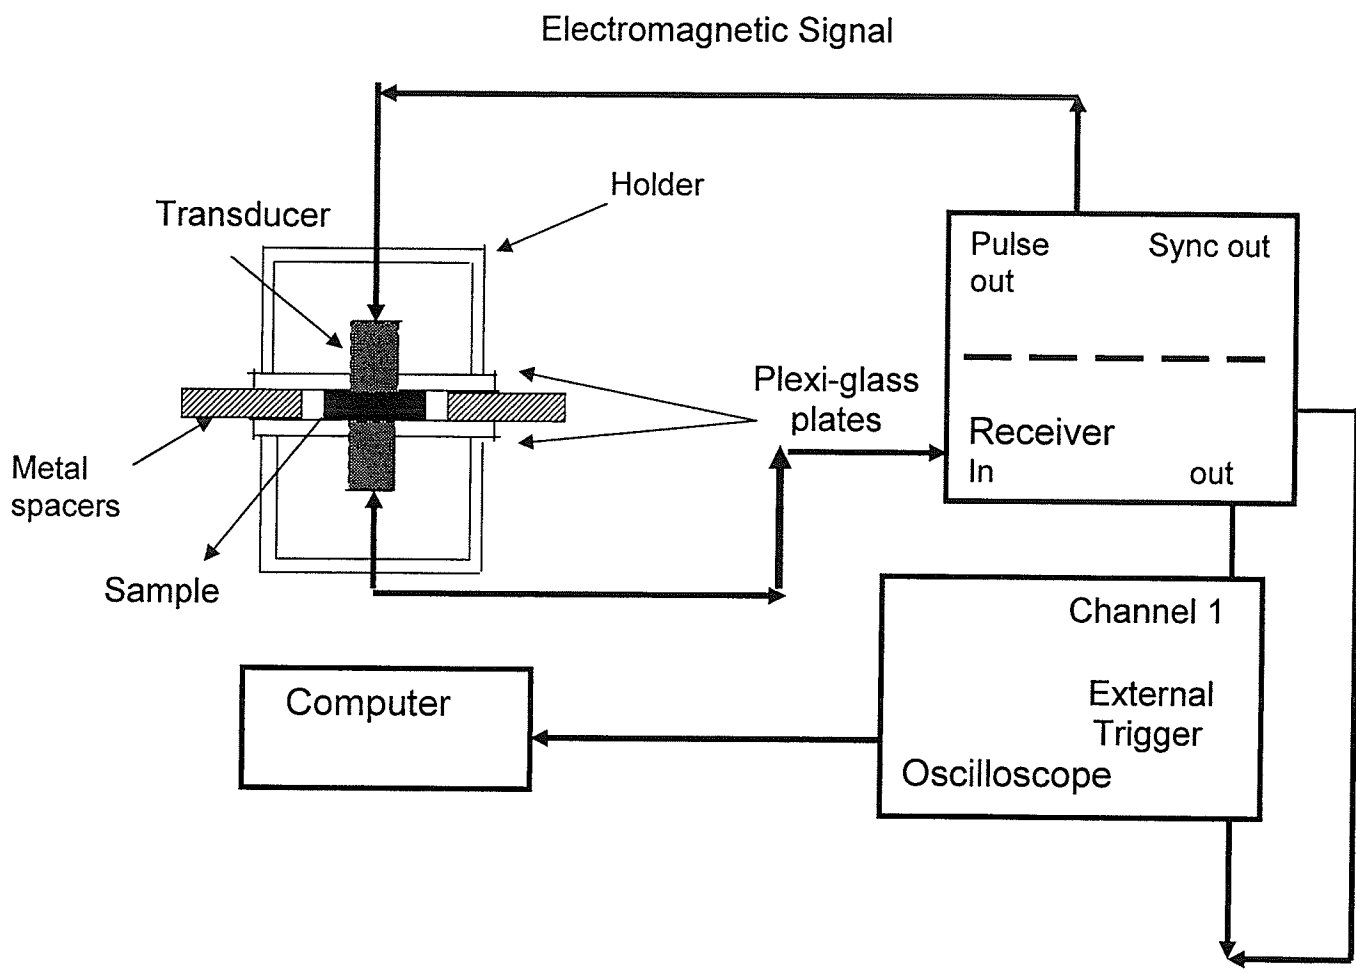 Electromagnetic Signal
Holder
Transducer
Pulse
out
Sync out
Plexi-glass
plates
Receiver
In
out
Metal
spacers
Sample
Channel 1
Computer
External
Trigger
Oscilloscope